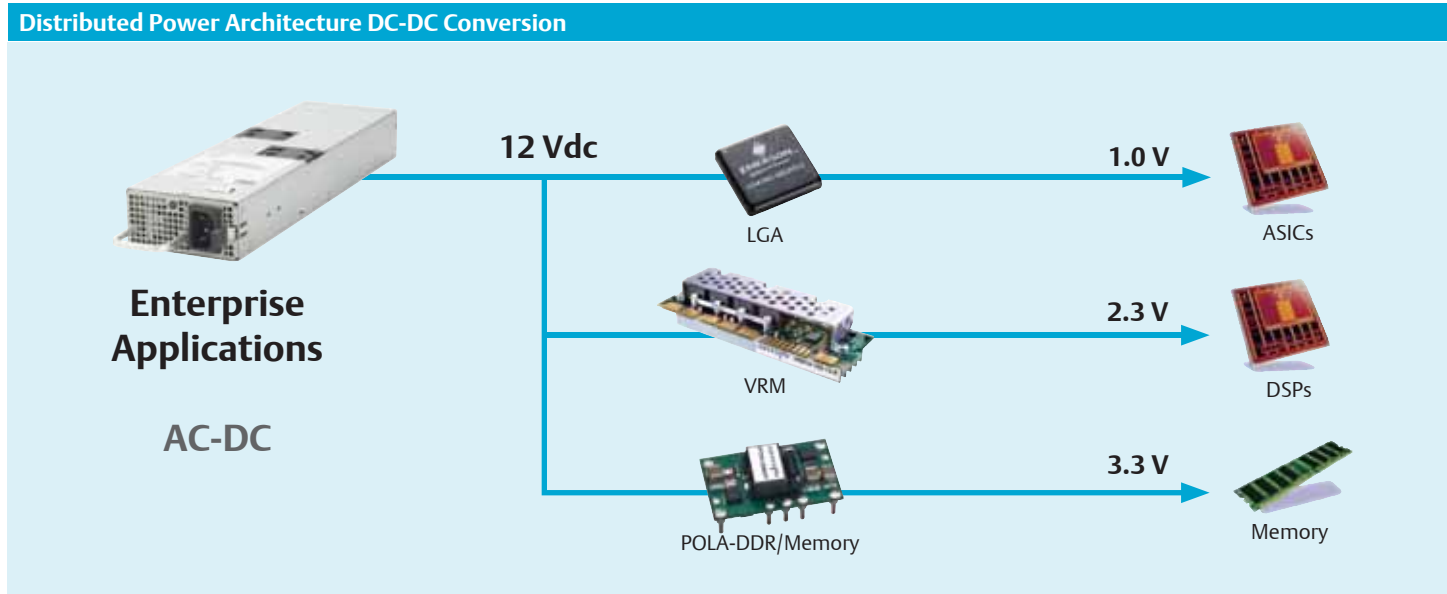 Distributed Power Architecture DC-DC Conversion
12 Vdc
1.0 V
LGA
ASICs
Enterprise
Applications
AC-DC
2.3 V
VRM
DSPs
3.3 V
POLA-DDR/Memory
Memory